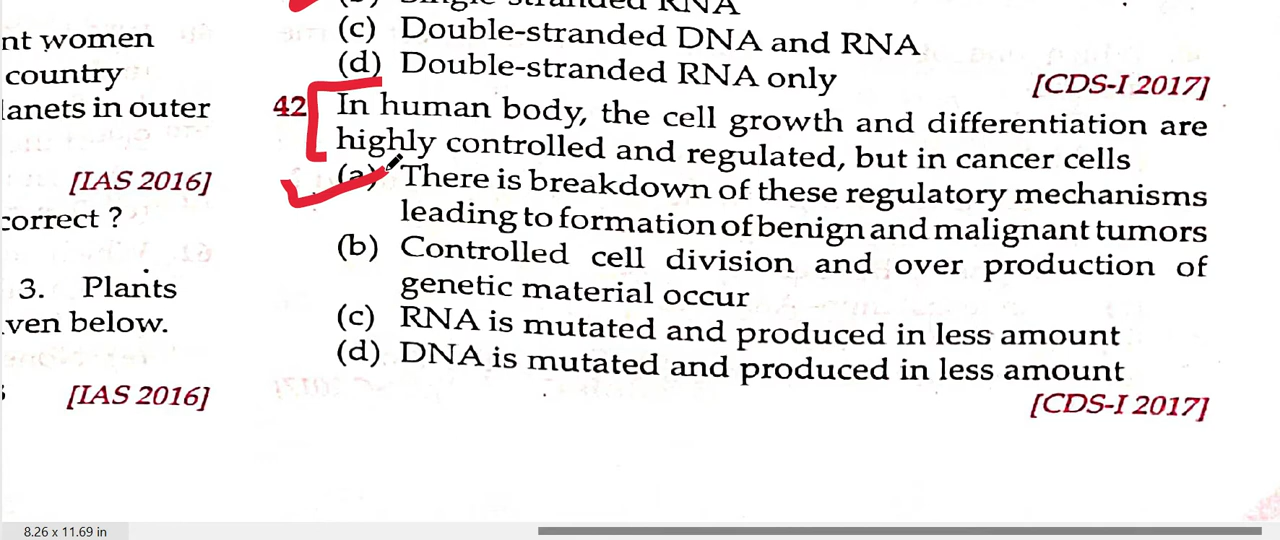 nt women
country
lanets in outer
[IAS 2016]
correct ?
3. Plants
ven below.
[IAS 2016]
(b) Single-stranded RNA
(c) Double-stranded DNA and RNA
(d) Double-stranded RNA only
[CDS-I 2017]
42 In human body, the cell growth and differentiation are
highly controlled and regulated, but in cancer cells
(a) There is breakdown of these regulatory mechanisms
leading to formation of benign and malignant tumors
(b) Controlled cell division and over production of
genetic material occur
(c) RNA is mutated and produced in less amount
(d) DNA is mutated and produced in less amount
[CDS-I 2017]
8.26 x 11.69 in